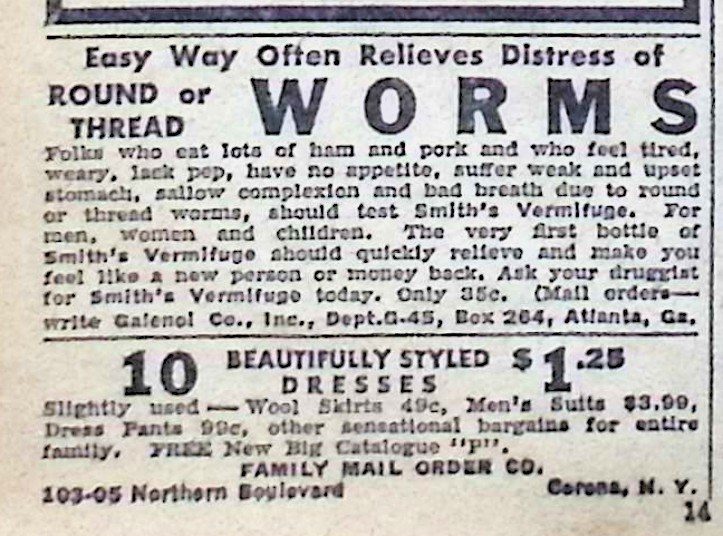 Easy Way Often Relieves Distress of
ROUND or THREAD WORMS
Folks who eat lots of ham and pork and who feel tired,
weary, lack pep, have no appetite, suffer weak and upset
stomach, sallow complexion and bad breath due to round
or thread worms, should test Smith's Vermifuge. For
men, women and children. The very first bottle of
Smith's Vermifuge should quickly relieve and make you
feel like a new person or money back. Ask your druggist
for Smith's Vermifuge today. Only 35c. (Mail orders—
write Galenol Co., Inc., Dept.G-45, Box 264, Atlanta, Ga.
10 BEAUTIFULLY STYLED DRESSES $1.25
Slightly used — Wool Skirts 49c, Men's Suits $3.99,
Dress Pants 99c, other sensational bargains for entire
family. FREE New Big Catalogue "P".
FAMILY MAIL ORDER CO.
103-05 Northern Boulevard Corona, N. Y.
14